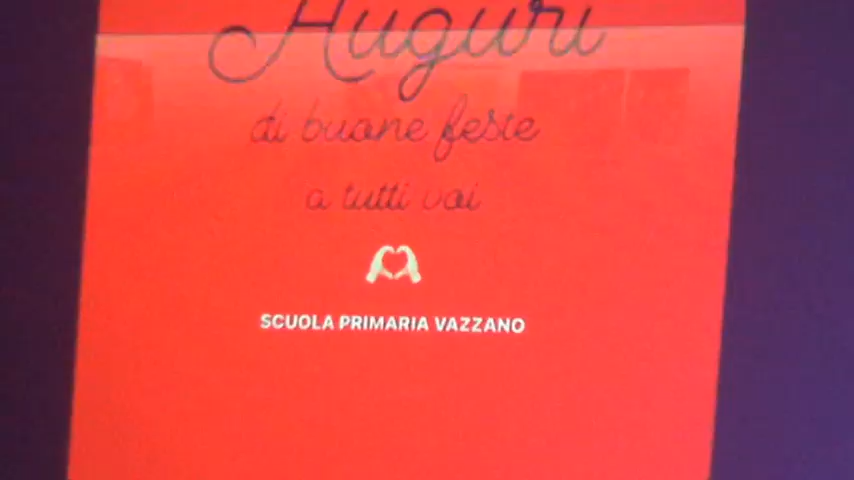 Auguri
di buone feste
a tutti voi
SCUOLA PRIMARIA VAZZANO